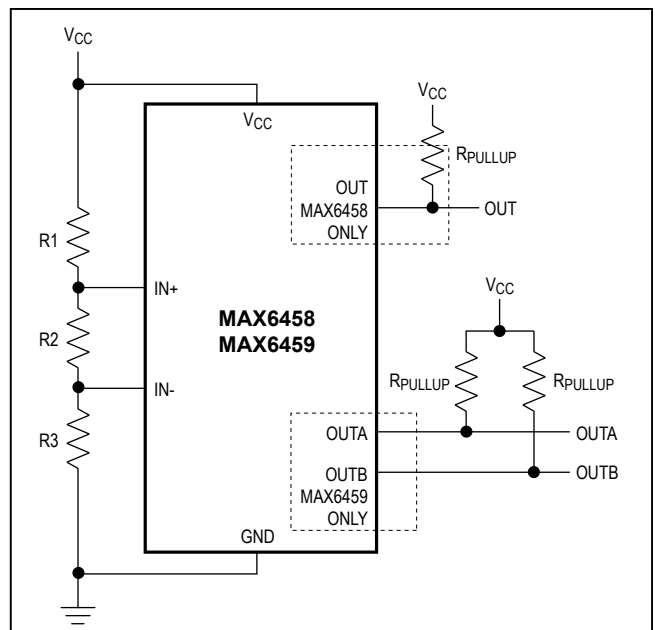 VCC
VCC
VCC
RPULLUP
OUT
MAX6458
ONLY
OUT
R1
IN+
R2
MAX6458
MAX6459
IN-
R3
VCC
RPULLUP
RPULLUP
OUTA
OUTA
OUTB
OUTB
MAX6459
ONLY
GND